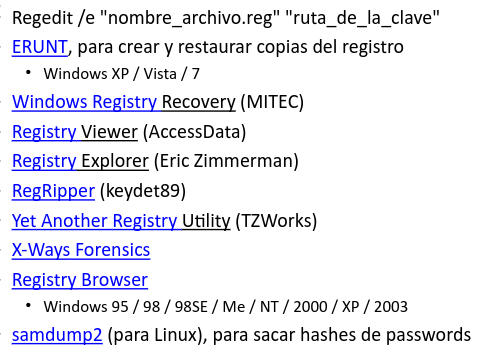 Regedit /e "nombre_archivo.reg" "ruta_de_la_clave"
ERUNT, para crear y restaurar copias del registro
• Windows XP / Vista / 7
Windows Registry Recovery (MITEC)
Registry Viewer (AccessData)
Registry Explorer (Eric Zimmerman)
RegRipper (keydet89)
Yet Another Registry Utility (TZWorks)
X-Ways Forensics
Registry Browser
• Windows 95 / 98 / 98SE / Me / NT / 2000 / XP / 2003
samdump2 (para Linux), para sacar hashes de passwords